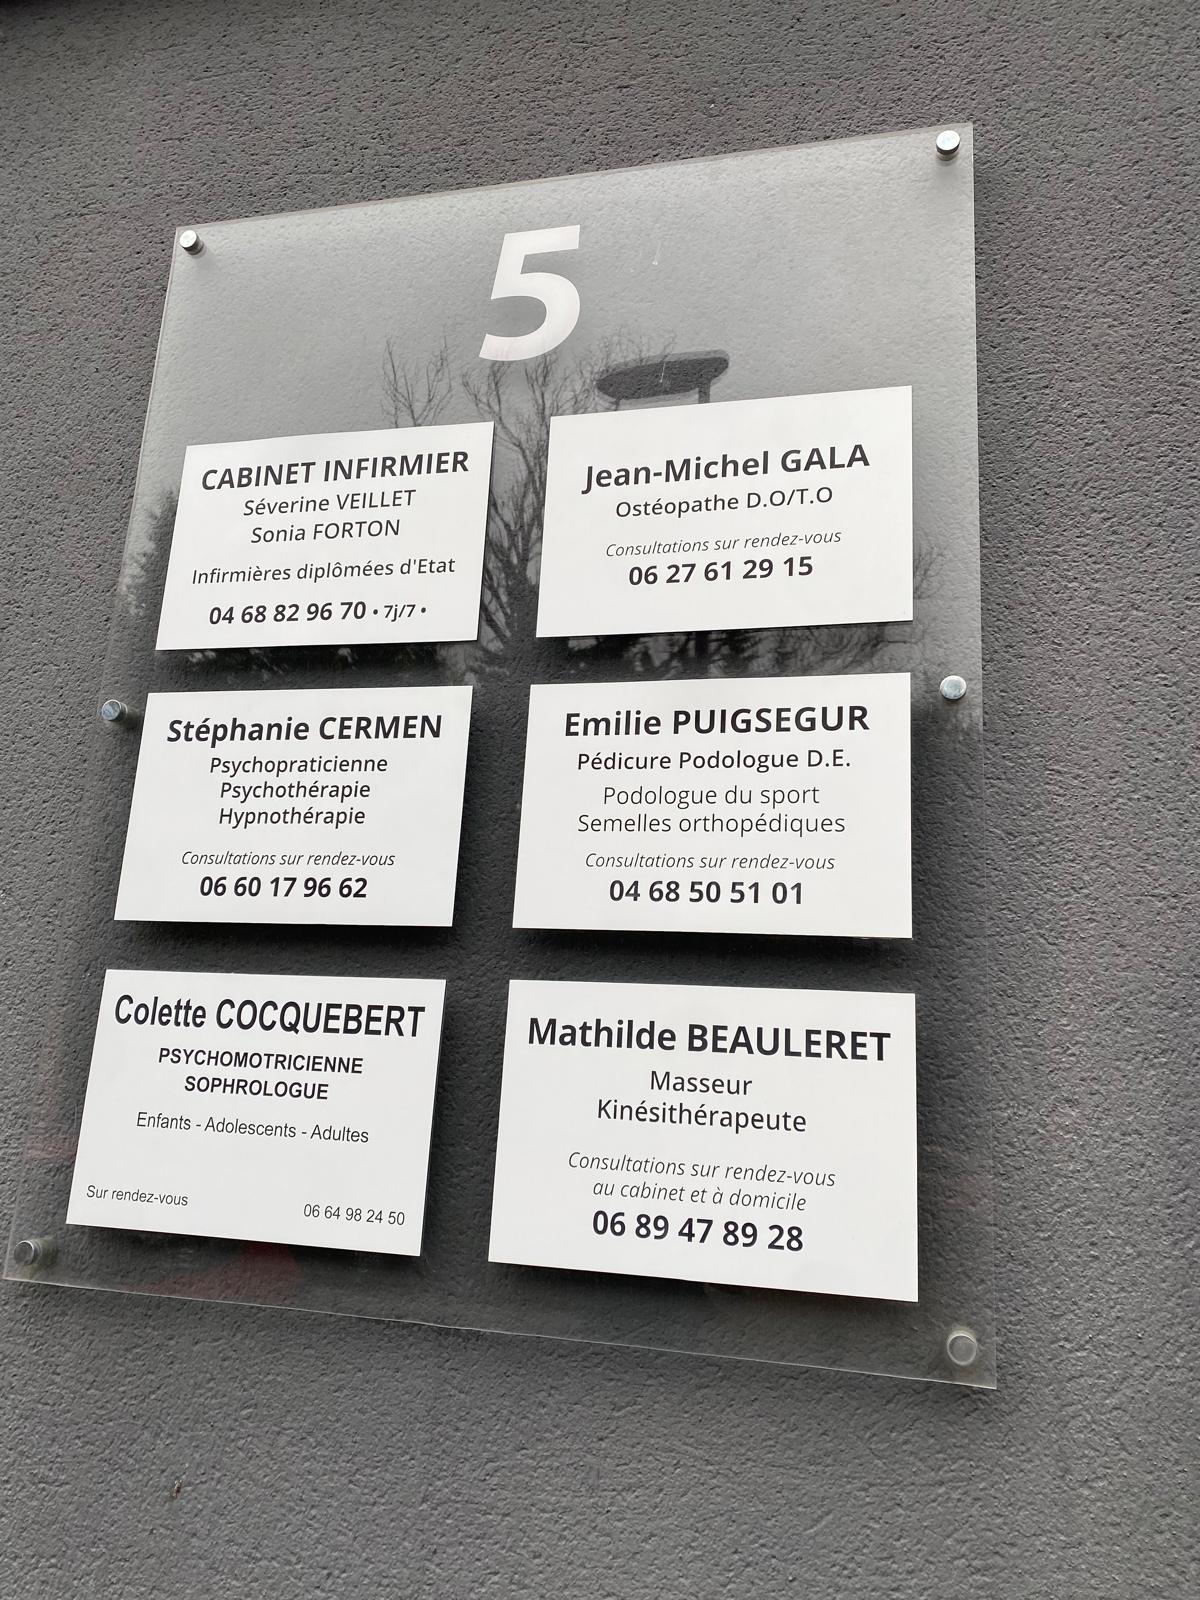 5
CABINET INFIRMIER
Séverine VEILLET
Sonia FORTON
Infirmières diplômées d'Etat
04 68 82 96 70 • 7j/7 •
Jean-Michel GALA
Ostéopathe D.O/T.O
Consultations sur rendez-vous
06 27 61 29 15
Stéphanie CERMEN
Psychopraticienne
Psychothérapie
Hypnothérapie
Consultations sur rendez-vous
06 60 17 96 62
Emilie PUIGSEGUR
Pédicure Podologue D.E.
Podologue du sport
Semelles orthopédiques
Consultations sur rendez-vous
04 68 50 51 01
Colette COCQUEBERT
PSYCHOMOTRICIENNE
SOPHROLOGUE
Enfants - Adolescents - Adultes
Sur rendez-vous 06 64 98 24 50
Mathilde BEAULERET
Masseur
Kinésithérapeute
Consultations sur rendez-vous
au cabinet et à domicile
06 89 47 89 28